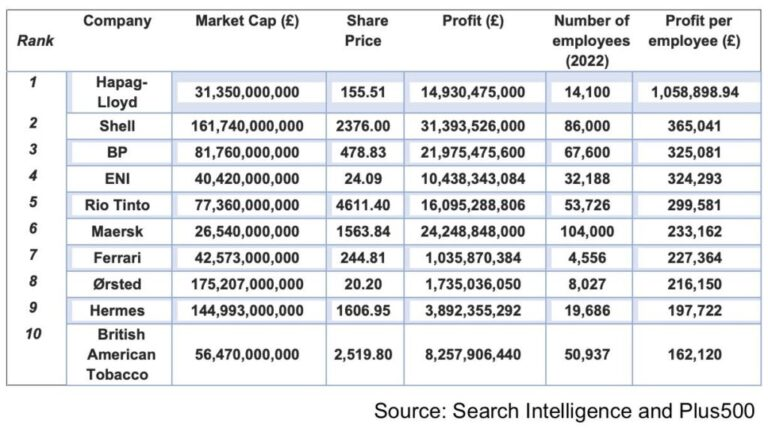 Rank Company Market Cap (£) Share Price Profit (£) Number of employees (2022) Profit per employee (£)
1 Hapag-Lloyd 31,350,000,000 155.51 14,930,475,000 14,100 1,058,898.94
2 Shell 161,740,000,000 2376.00 31,393,526,000 86,000 365,041
3 BP 81,760,000,000 478.83 21,975,475,600 67,600 325,081
4 ENI 40,420,000,000 24.09 10,438,343,084 32,188 324,293
5 Rio Tinto 77,360,000,000 4611.40 16,095,288,806 53,726 299,581
6 Maersk 26,540,000,000 1563.84 24,248,848,000 104,000 233,162
7 Ferrari 42,573,000,000 244.81 1,035,870,384 4,556 227,364
8 Ørsted 175,207,000,000 20.20 1,735,036,050 8,027 216,150
9 Hermes 144,993,000,000 1606.95 3,892,355,292 19,686 197,722
10 British American Tobacco 56,470,000,000 2,519.80 8,257,906,440 50,937 162,120
Source: Search Intelligence and Plus500